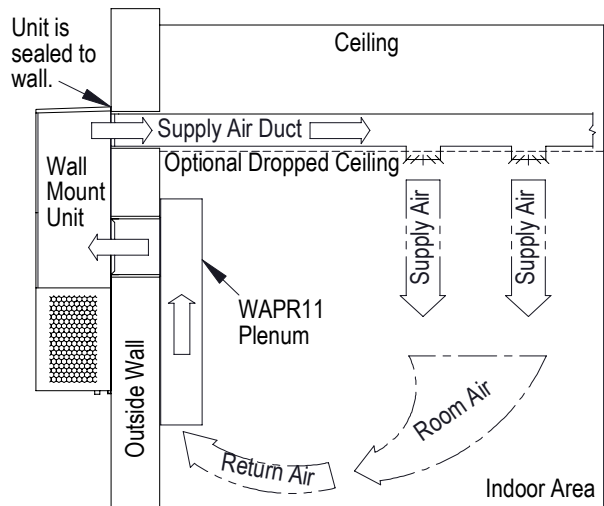 Unit is
sealed to
wall.
Ceiling
Supply Air Duct
Optional Dropped Ceiling
Wall
Mount
Unit
Supply Air
Supply Air
WAPR11
Plenum
Outside Wall
Room Air
Return Air
Indoor Area